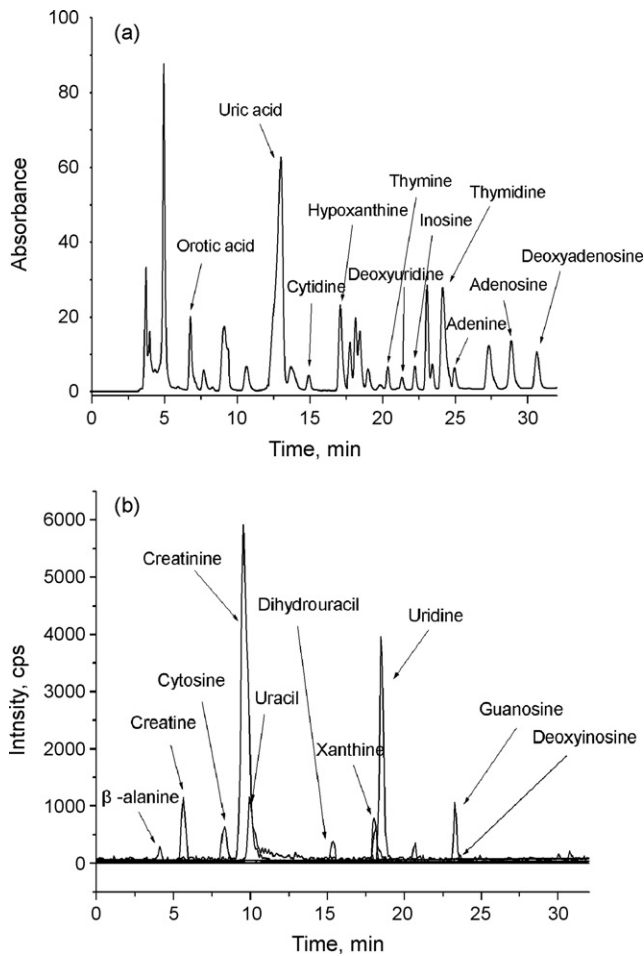 (a)
100
80
60
40
20
0
Absorbance
Uric acid
Orotic acid
Hypoxanthine
Cytidine
Deoxyuridine
Thymine
Inosine
Thymidine
Adenine
Adenosine
Deoxyadenosine
0 5 10 15 20 25 30
Time, min
(b)
6000
5000
4000
3000
2000
1000
0
Intnsity, cps
Creatinine
Dihydrouracil
Uridine
Cytosine
Uracil
Creatine
Xanthine
Guanosine
Deoxyinosine
β -alanine
0 5 10 15 20 25 30
Time, min